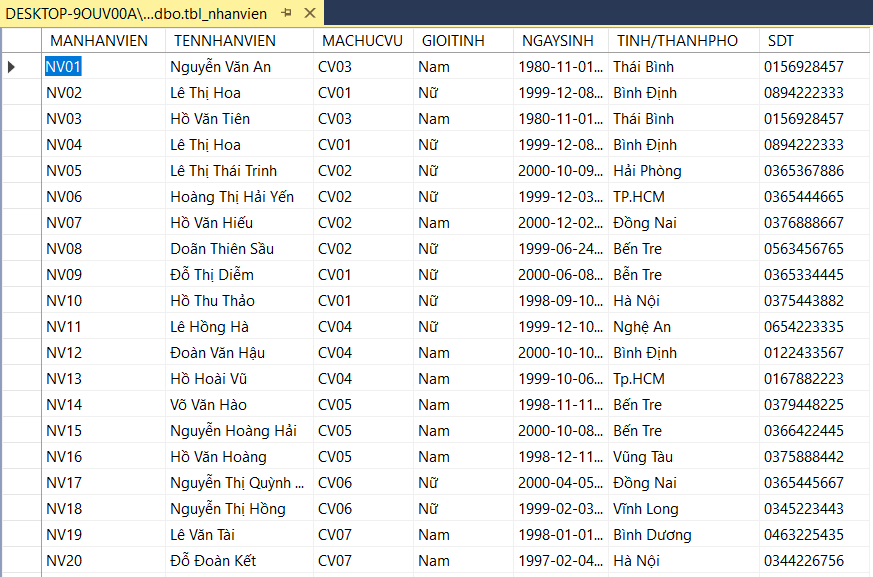 DESKTOP-9OUV00A\...dbo.tbl_nhanvien
MANHANVIEN TENNHANVIEN MACHUCVU GIOITINH NGAYSINH TINH/THANHPHO SDT
NV01 Nguyễn Văn An CV03 Nam 1980-11-01... Thái Bình 0156928457
NV02 Lê Thị Hoa CV01 Nữ 1999-12-08... Bình Định 0894222333
NV03 Hồ Văn Tiên CV03 Nam 1980-11-01... Thái Bình 0156928457
NV04 Lê Thị Hoa CV01 Nữ 1999-12-08... Bình Định 0894222333
NV05 Lê Thị Thái Trinh CV02 Nữ 2000-10-09... Hải Phòng 0365367886
NV06 Hoàng Thị Hải Yến CV02 Nữ 1999-12-03... TP.HCM 0365444665
NV07 Hồ Văn Hiếu CV02 Nam 2000-12-02... Đồng Nai 0376888667
NV08 Doãn Thiên Sầu CV02 Nữ 1999-06-24... Bến Tre 0563456765
NV09 Đỗ Thị Diễm CV01 Nữ 2000-06-08... Bễn Tre 0365334445
NV10 Hồ Thu Thảo CV01 Nữ 1998-09-10... Hà Nội 0375443882
NV11 Lê Hồng Hà CV04 Nữ 1999-12-10... Nghệ An 0654223335
NV12 Đoàn Văn Hậu CV04 Nam 2000-10-10... Bình Định 0122433567
NV13 Hồ Hoài Vũ CV04 Nam 1999-10-06... Tp.HCM 0167882223
NV14 Võ Văn Hào CV05 Nam 1998-11-11... Bến Tre 0379448225
NV15 Nguyễn Hoàng Hải CV05 Nam 2000-10-08... Bến Tre 0366422445
NV16 Hồ Văn Hoàng CV05 Nam 1998-12-11... Vũng Tàu 0375888442
NV17 Nguyễn Thị Quỳnh ... CV06 Nữ 2000-04-05... Đồng Nai 0365445667
NV18 Nguyễn Thị Hồng CV06 Nữ 1999-02-03... Vĩnh Long 0345223443
NV19 Lê Văn Tài CV07 Nam 1998-01-01... Bình Dương 0463225435
NV20 Đỗ Đoàn Kết CV07 Nam 1997-02-04... Hà Nội 0344226756